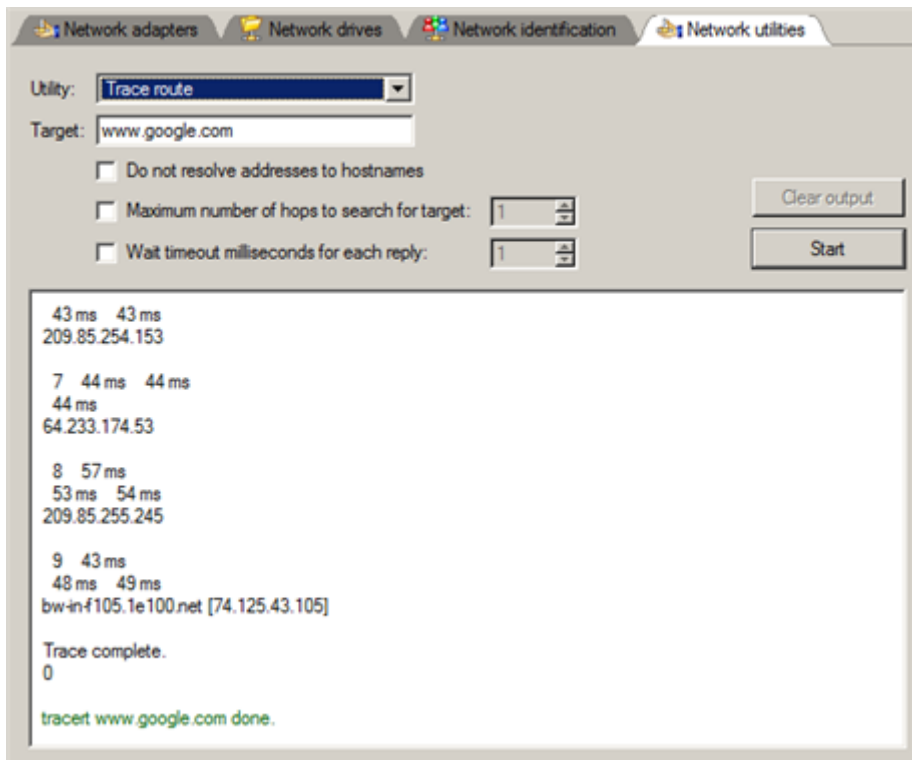 Network adapters Network drives Network identification Network utilities
Utility: Trace route
Target: www.google.com
Do not resolve addresses to hostnames
Maximum number of hops to search for target: 1
Clear output
Wait timeout milliseconds for each reply: 1
Start
43 ms 43 ms
209.85.254.153
7 44 ms 44 ms
44 ms
64.233.174.53
8 57 ms
53 ms 54 ms
209.85.255.245
9 43 ms
48 ms 49 ms
bw-in-f105.1e100.net [74.125.43.105]
Trace complete.
0
tracert www.google.com done.